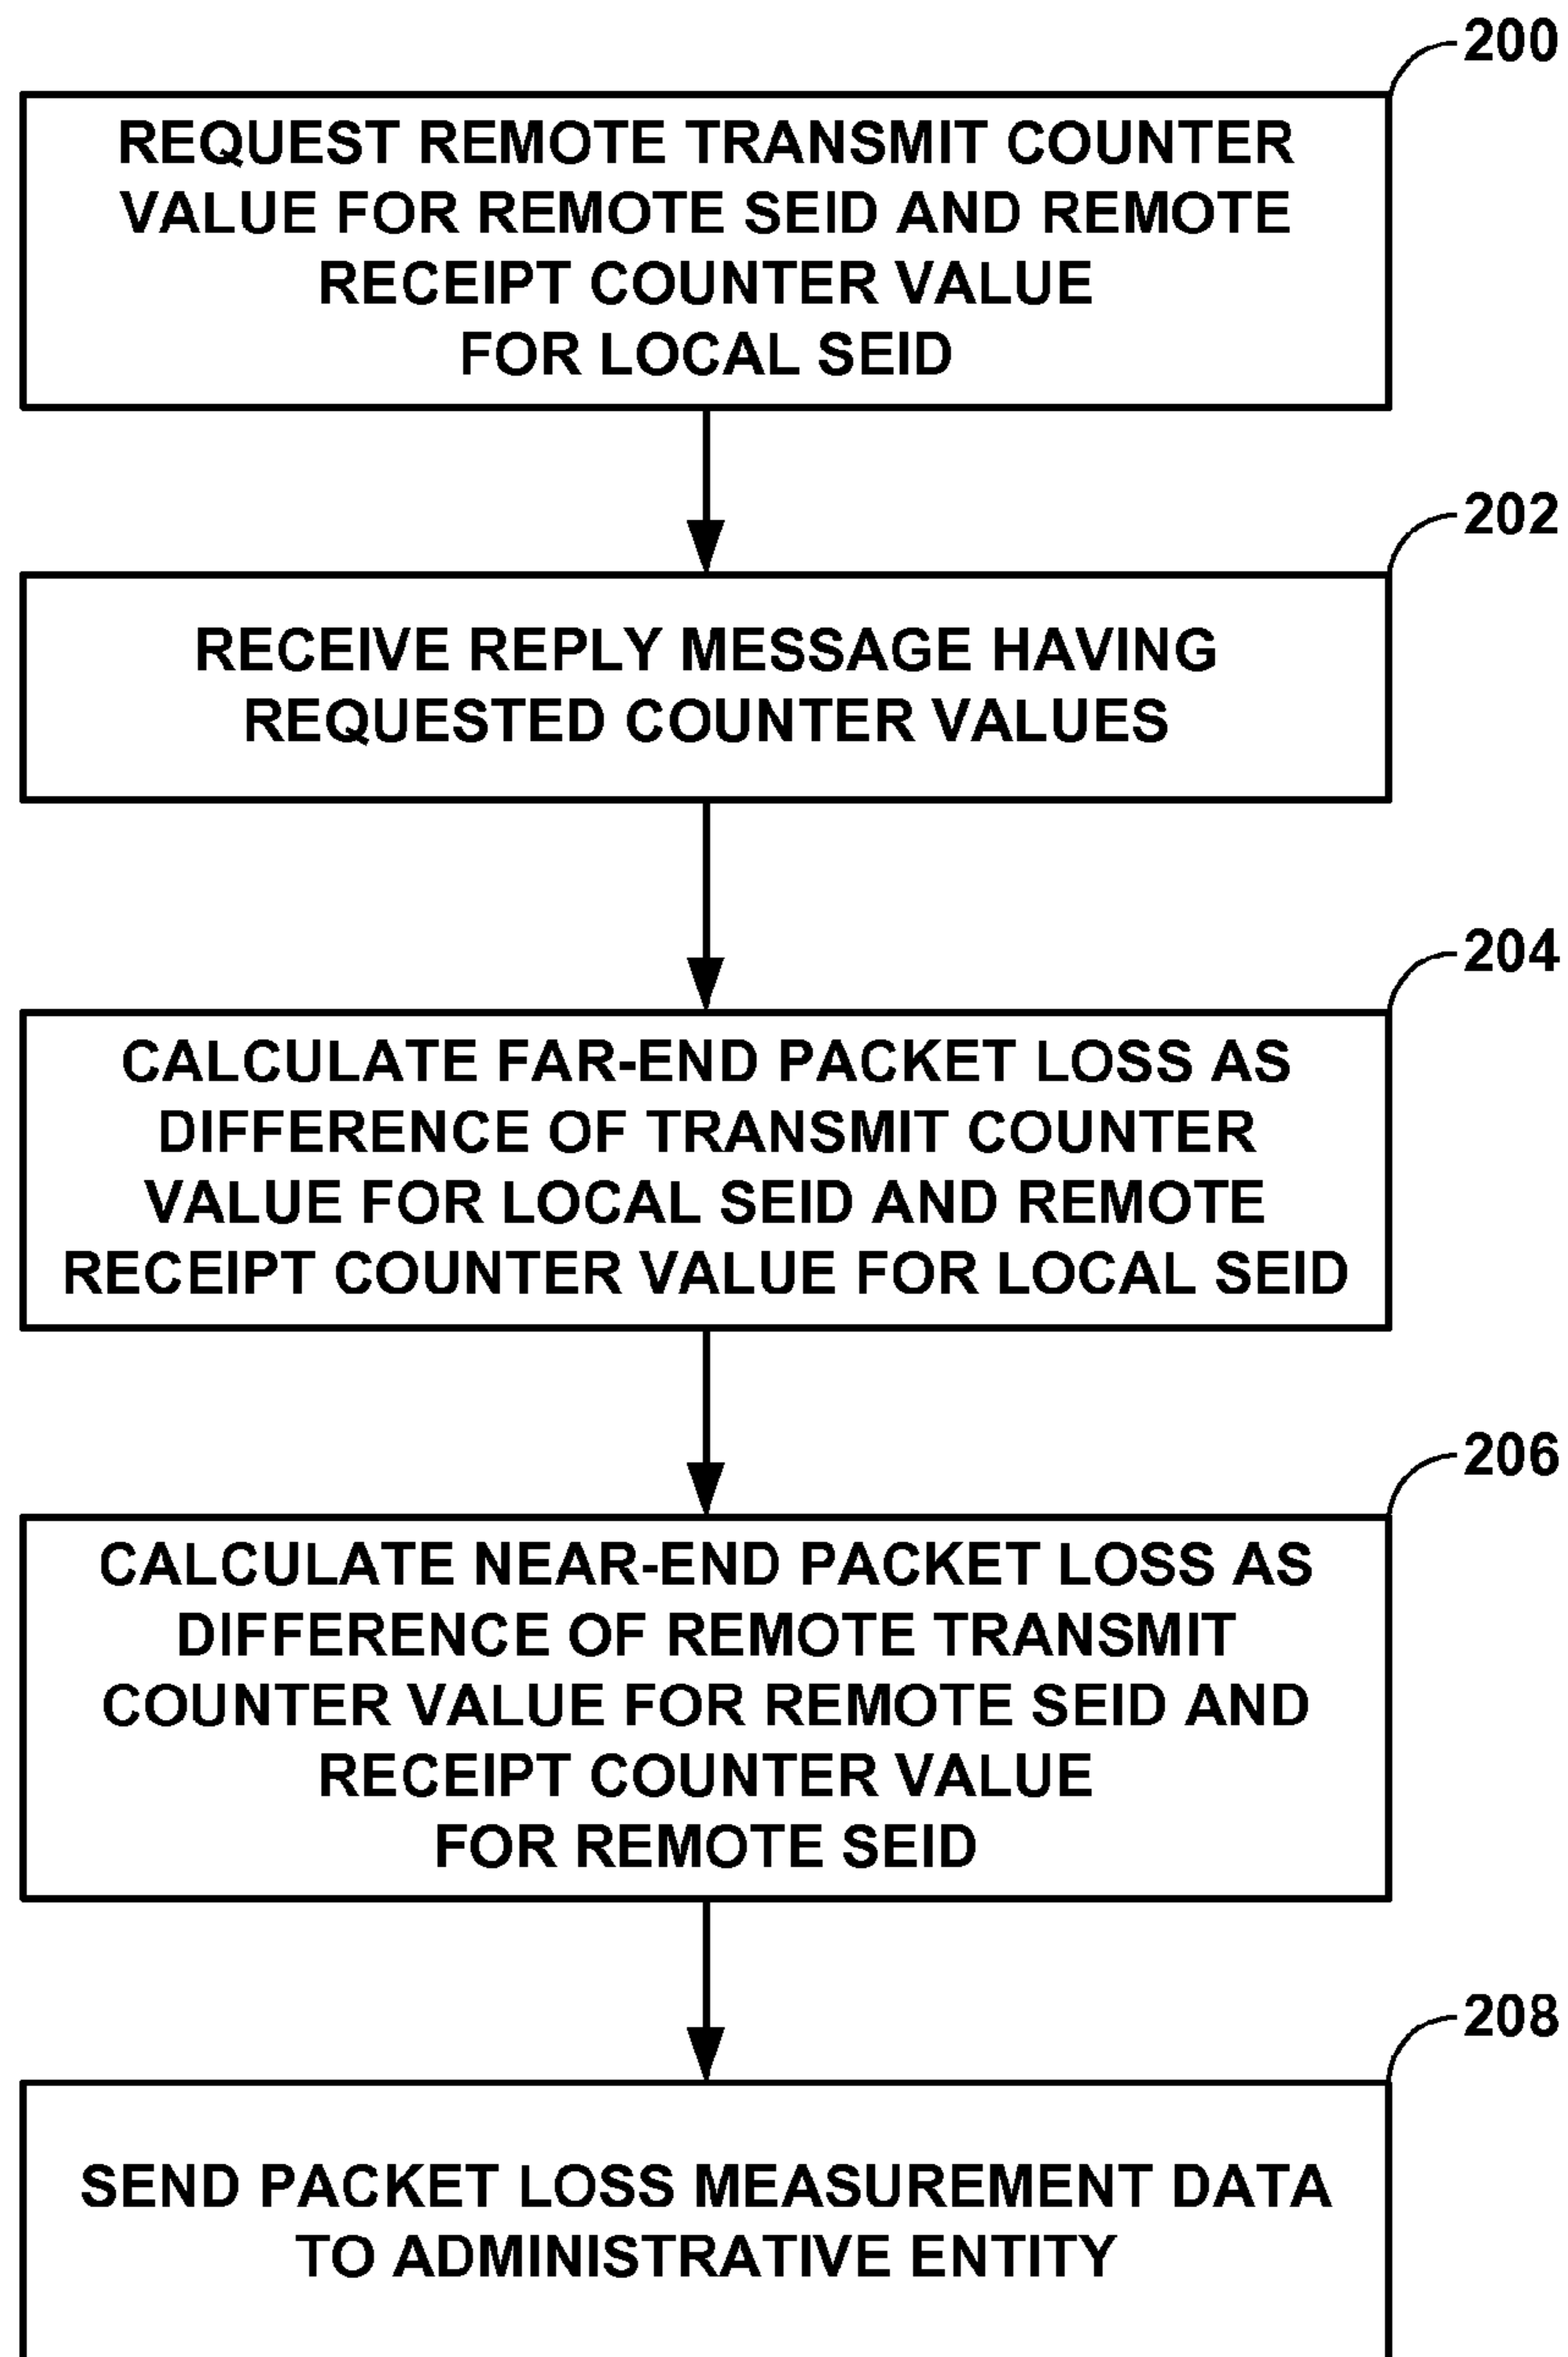 200
REQUEST REMOTE TRANSMIT COUNTER
VALUE FOR REMOTE SEID AND REMOTE
RECEIPT COUNTER VALUE
FOR LOCAL SEID
202
RECEIVE REPLY MESSAGE HAVING
REQUESTED COUNTER VALUES
204
CALCULATE FAR-END PACKET LOSS AS
DIFFERENCE OF TRANSMIT COUNTER
VALUE FOR LOCAL SEID AND REMOTE
RECEIPT COUNTER VALUE FOR LOCAL SEID
206
CALCULATE NEAR-END PACKET LOSS AS
DIFFERENCE OF REMOTE TRANSMIT
COUNTER VALUE FOR REMOTE SEID AND
RECEIPT COUNTER VALUE
FOR REMOTE SEID
208
SEND PACKET LOSS MEASUREMENT DATA
TO ADMINISTRATIVE ENTITY